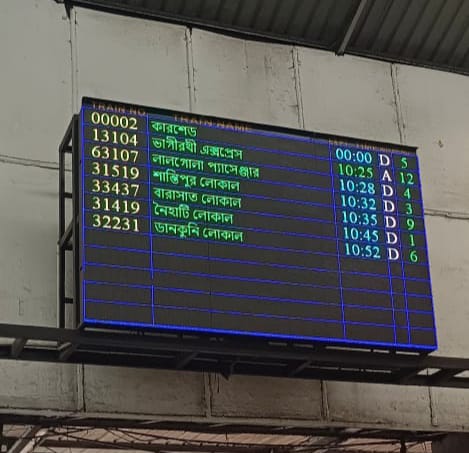 TRAIN NO TRAIN NAME
00002 কারশেড 00:00 D 5
13104 ভাগীরথী এক্সপ্রেস 10:25 A 12
63107 লালগোলা প্যাসেঞ্জার 10:28 D 4
31519 শান্তিপুর লোকাল 10:32 D 3
33437 বারাসাত লোকাল 10:35 D 9
31419 নৈহাটি লোকাল 10:45 D 1
32231 ডানকুনি লোকাল 10:52 D 6